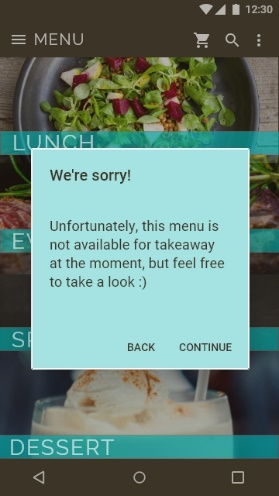 12:30
MENU
LUNCH
We're sorry!
Unfortunately, this menu is
not available for takeaway
at the moment, but feel free
to take a look :)
BACK CONTINUE
DESSERT